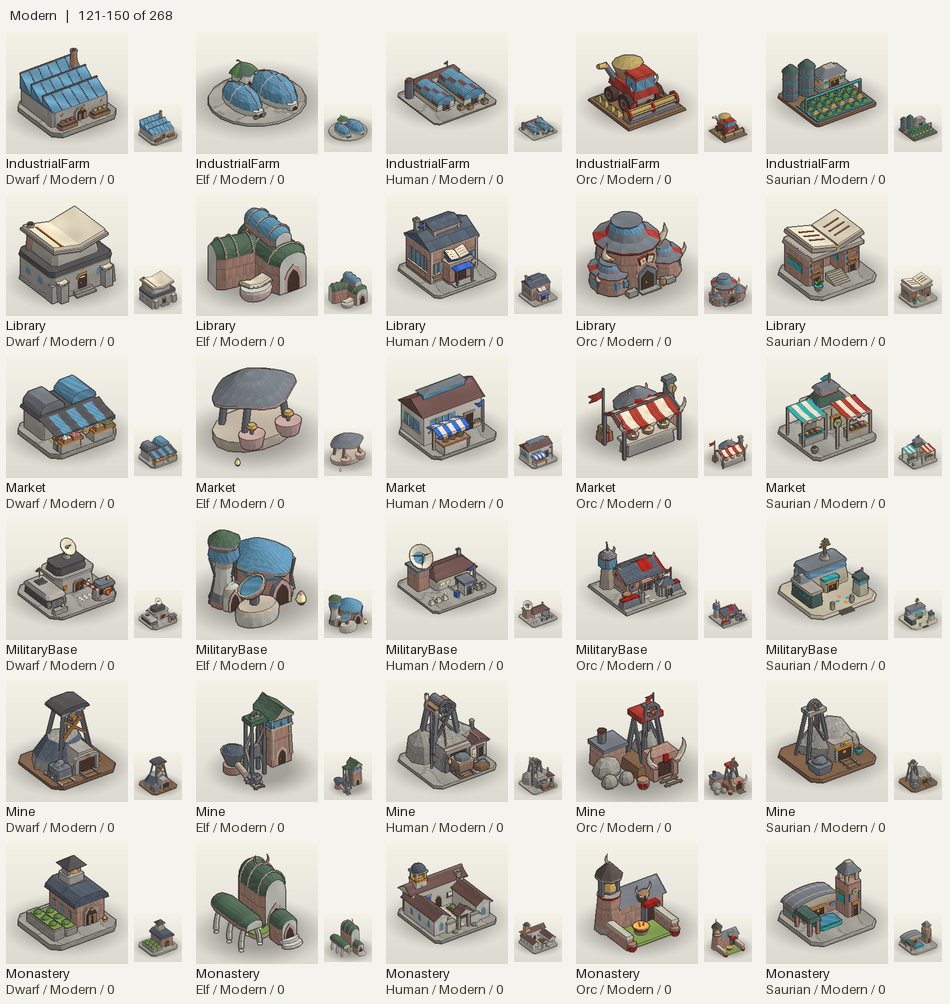 Modern | 121-150 of 268
IndustrialFarm IndustrialFarm IndustrialFarm IndustrialFarm IndustrialFarm
Dwarf / Modern / 0 Elf / Modern / 0 Human / Modern / 0 Orc / Modern / 0 Saurian / Modern / 0
Library Library Library Library Library
Dwarf / Modern / 0 Elf / Modern / 0 Human / Modern / 0 Orc / Modern / 0 Saurian / Modern / 0
Market Market Market Market Market
Dwarf / Modern / 0 Elf / Modern / 0 Human / Modern / 0 Orc / Modern / 0 Saurian / Modern / 0
MilitaryBase MilitaryBase MilitaryBase MilitaryBase MilitaryBase
Dwarf / Modern / 0 Elf / Modern / 0 Human / Modern / 0 Orc / Modern / 0 Saurian / Modern / 0
Mine Mine Mine Mine Mine
Dwarf / Modern / 0 Elf / Modern / 0 Human / Modern / 0 Orc / Modern / 0 Saurian / Modern / 0
Monastery Monastery Monastery Monastery Monastery
Dwarf / Modern / 0 Elf / Modern / 0 Human / Modern / 0 Orc / Modern / 0 Saurian / Modern / 0